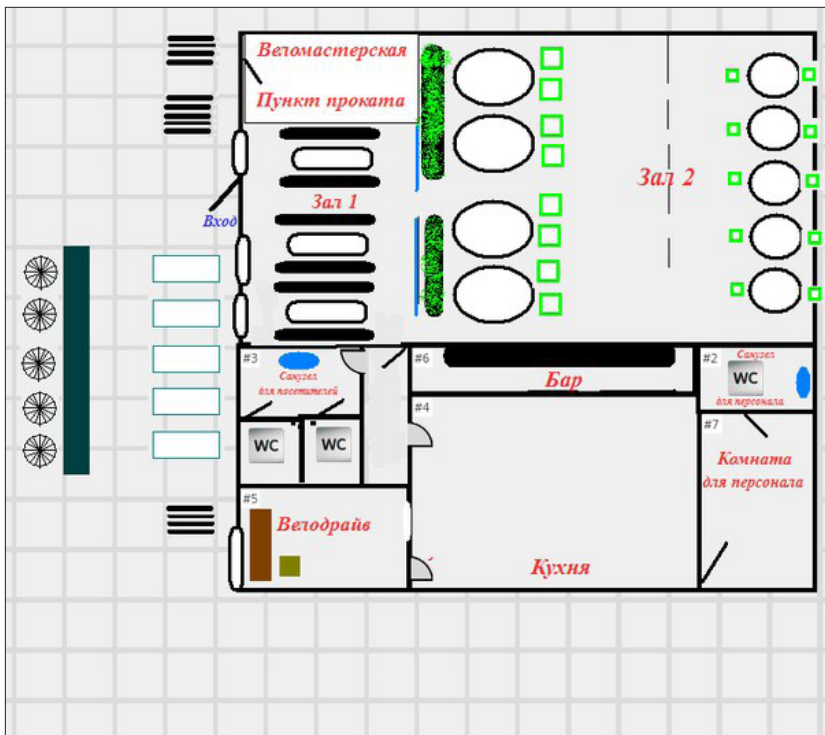 Веломастерская
Пункт проката
Зал 1
Зал 2
Вход
#3
Санузел
для посетителей
#6
Бар
#2
Санузел
WC
для персонала
#4
#7
WC
WC
Комната
для персонала
#5
Велодрайв
Кухня